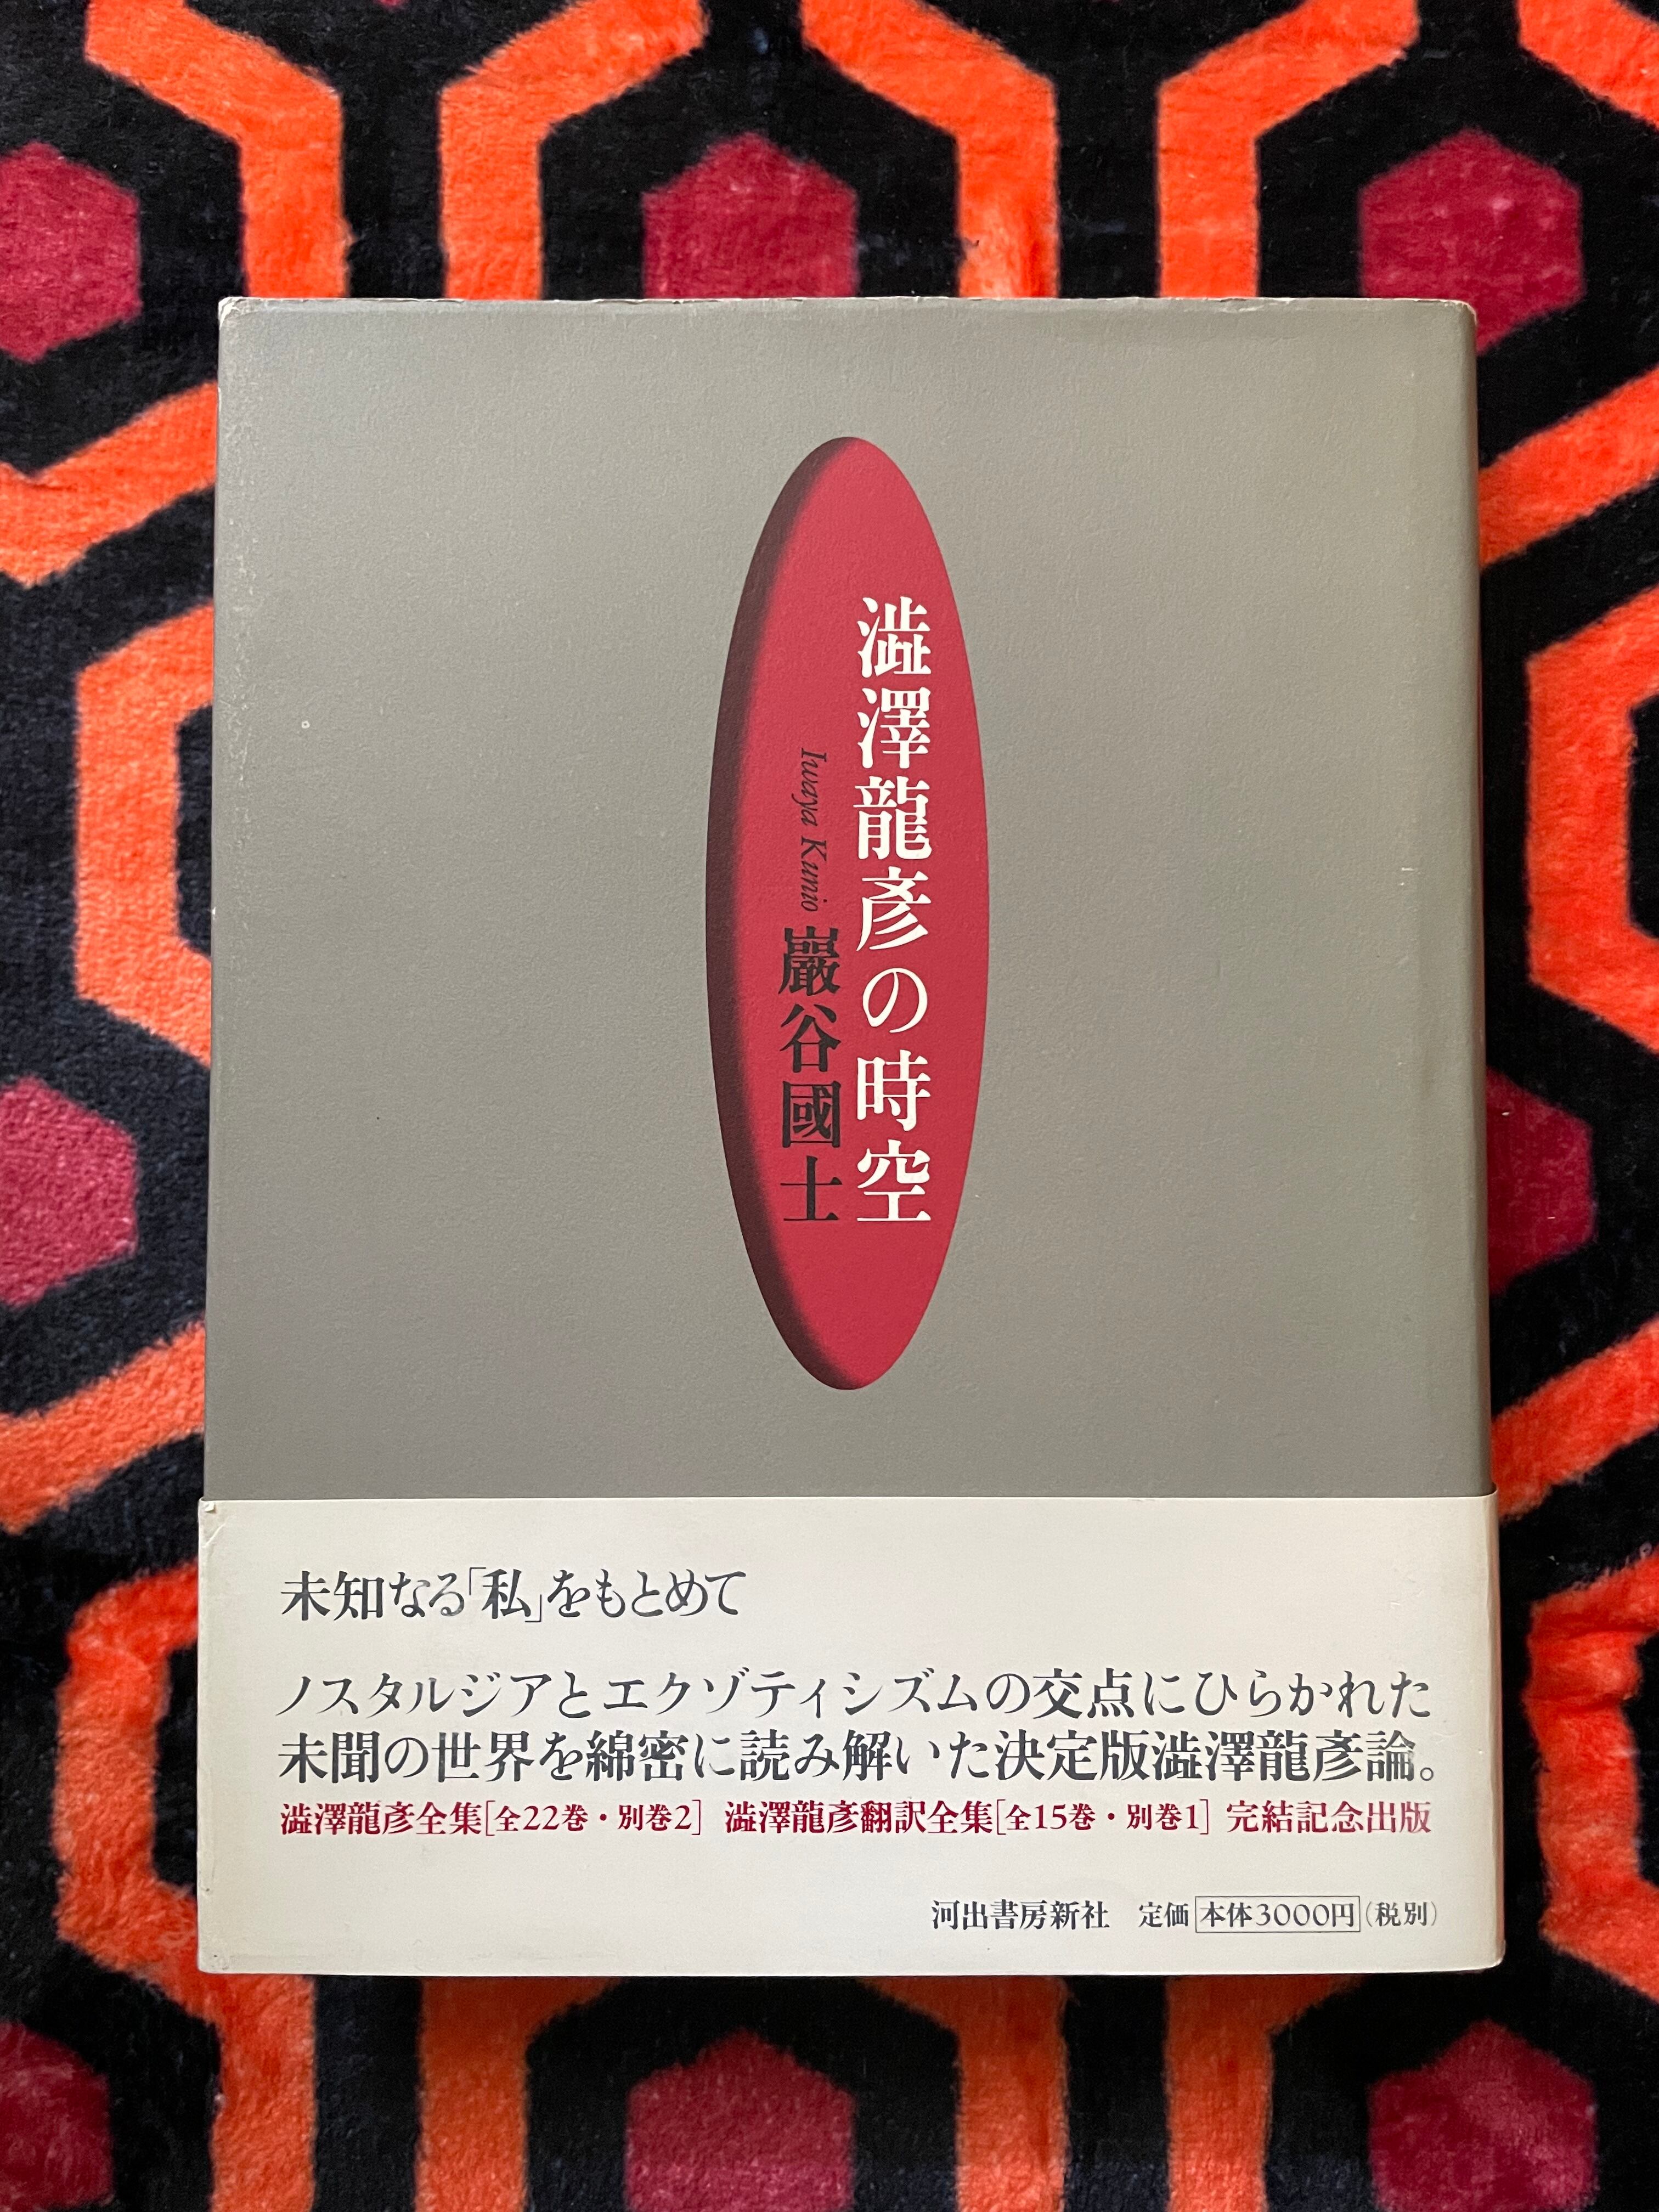 澁澤龍彥の時空
Iwaya Kunio 巖谷國士
未知なる「私」をもとめて
ノスタルジアとエクゾティシズムの交点にひらかれた
未聞の世界を綿密に読み解いた決定版澁澤龍彥論。
澁澤龍彥全集[全22巻・別巻2] 澁澤龍彥翻訳全集[全15巻・別巻1] 完結記念出版
河出書房新社 定価 本体3000円(税別)